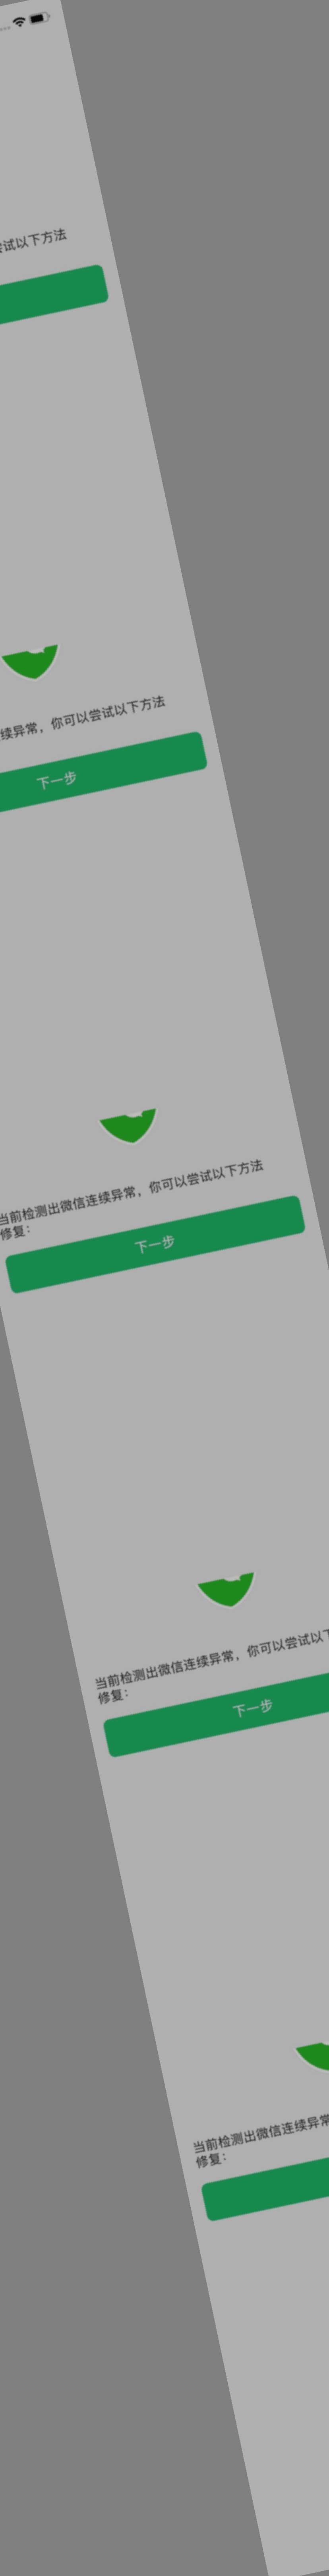 试以下方法
续异常，你可以尝试以下方法
下一步
当前检测出微信连续异常，你可以尝试以下方法
修复：
下一步
当前检测出微信连续异常，你可以尝试以下
修复：
下一步
当前检测出微信连续异常
修复：